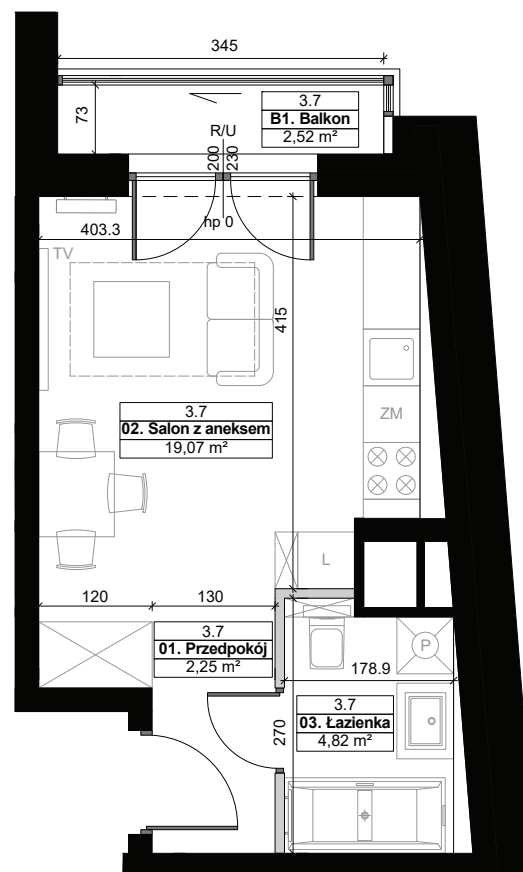 345
73
3.7
B1. Balkon
2,52 m²
R/U
200
230
hp 0
403.3
TV
415
ZM
3.7
02. Salon z aneksem
19,07 m²
L
120
130
3.7
01. Przedpokój
2,25 m²
P
178.9
270
3.7
03. Łazienka
4,82 m²